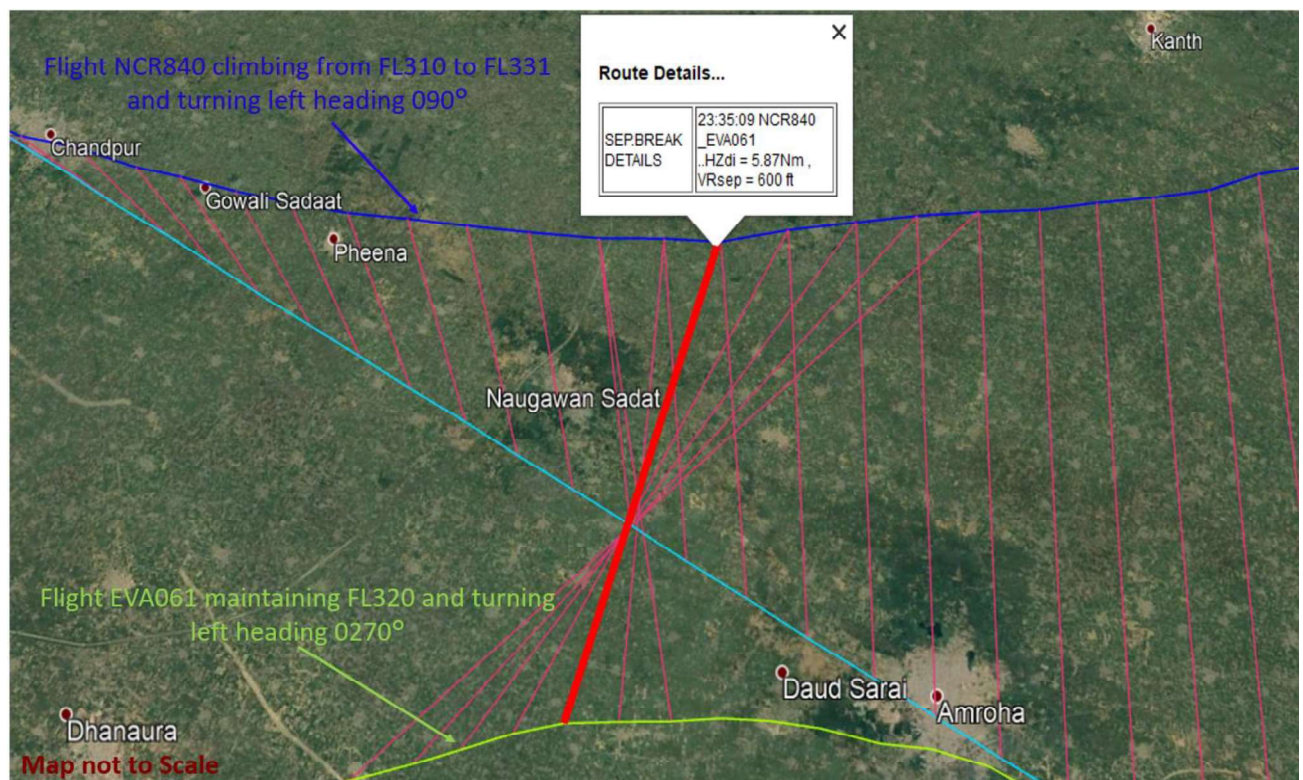 Kanth
Flight NCR840 climbing from FL310 to FL331
and turning left heading 090°
Route Details...
SEP.BREAK
DETAILS
23:35:09 NCR840
_EVA061
..HZdi = 5.87Nm ,
VRsep = 600 ft
Chandpur
Gowali Sadaat
Pheena
Naugawan Sadat
Flight EVA061 maintaining FL320 and turning
left heading 0270°
Daud Sarai
Amroha
Dhanaura
Map not to Scale